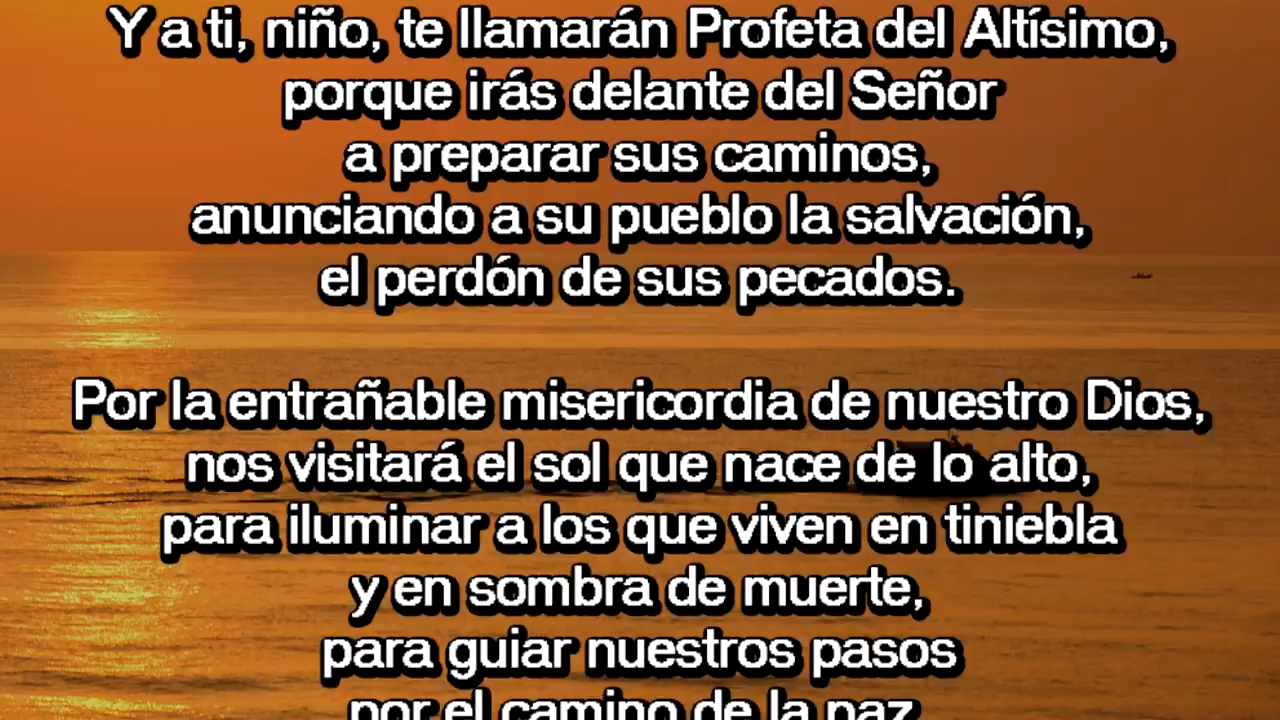 Y a ti, niño, te llamarán Profeta del Altísimo,
porque irás delante del Señor
a preparar sus caminos,
anunciando a su pueblo la salvación,
el perdón de sus pecados.
Por la entrañable misericordia de nuestro Dios,
nos visitará el sol que nace de lo alto,
para iluminar a los que viven en tiniebla
y en sombra de muerte,
para guiar nuestros pasos
por el camino de la paz